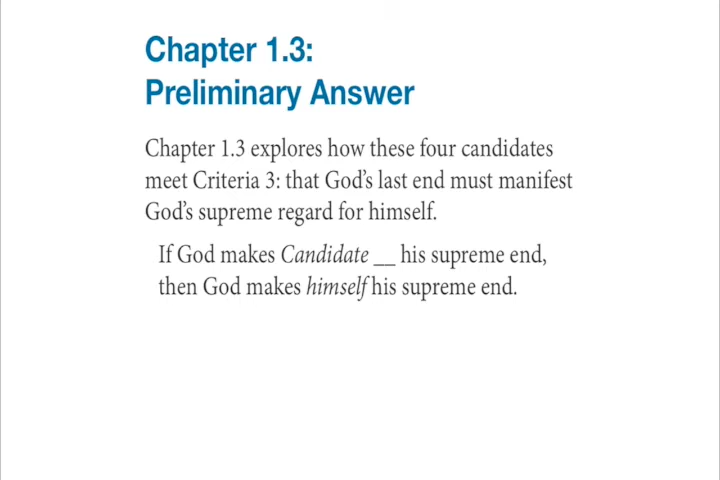 Chapter 1.3:
Preliminary Answer
Chapter 1.3 explores how these four candidates
meet Criteria 3: that God’s last end must manifest
God’s supreme regard for himself.
If God makes Candidate __ his supreme end,
then God makes himself his supreme end.